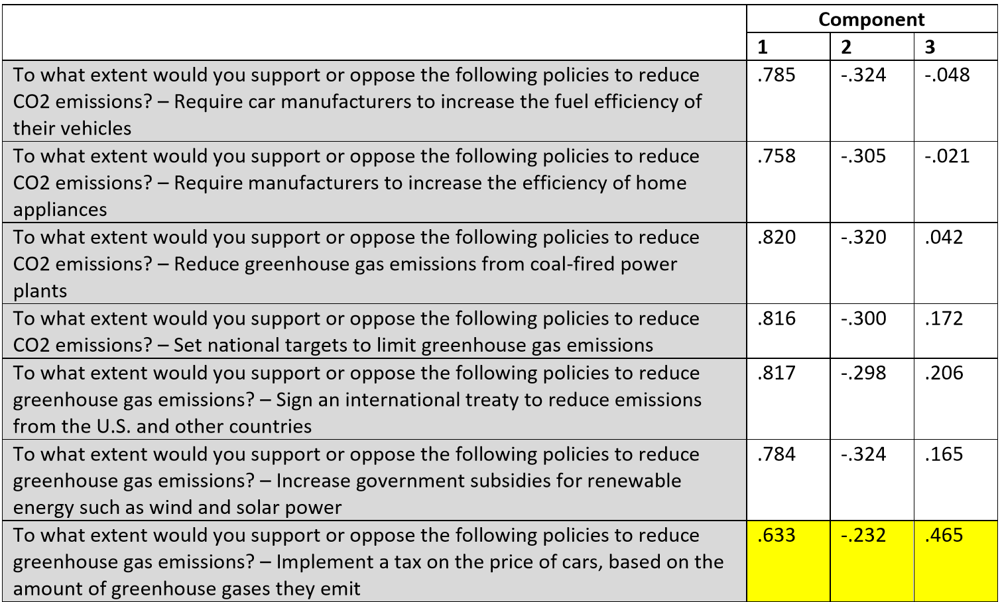 Component
1 2 3
To what extent would you support or oppose the following policies to reduce .785 -.324 -.048
CO2 emissions? – Require car manufacturers to increase the fuel efficiency of
their vehicles
To what extent would you support or oppose the following policies to reduce .758 -.305 -.021
CO2 emissions? – Require manufacturers to increase the efficiency of home
appliances
To what extent would you support or oppose the following policies to reduce .820 -.320 .042
CO2 emissions? – Reduce greenhouse gas emissions from coal-fired power
plants
To what extent would you support or oppose the following policies to reduce .816 -.300 .172
CO2 emissions? – Set national targets to limit greenhouse gas emissions
To what extent would you support or oppose the following policies to reduce .817 -.298 .206
greenhouse gas emissions? – Sign an international treaty to reduce emissions
from the U.S. and other countries
To what extent would you support or oppose the following policies to reduce .784 -.324 .165
greenhouse gas emissions? – Increase government subsidies for renewable
energy such as wind and solar power
To what extent would you support or oppose the following policies to reduce .633 -.232 .465
greenhouse gas emissions? – Implement a tax on the price of cars, based on the
amount of greenhouse gases they emit